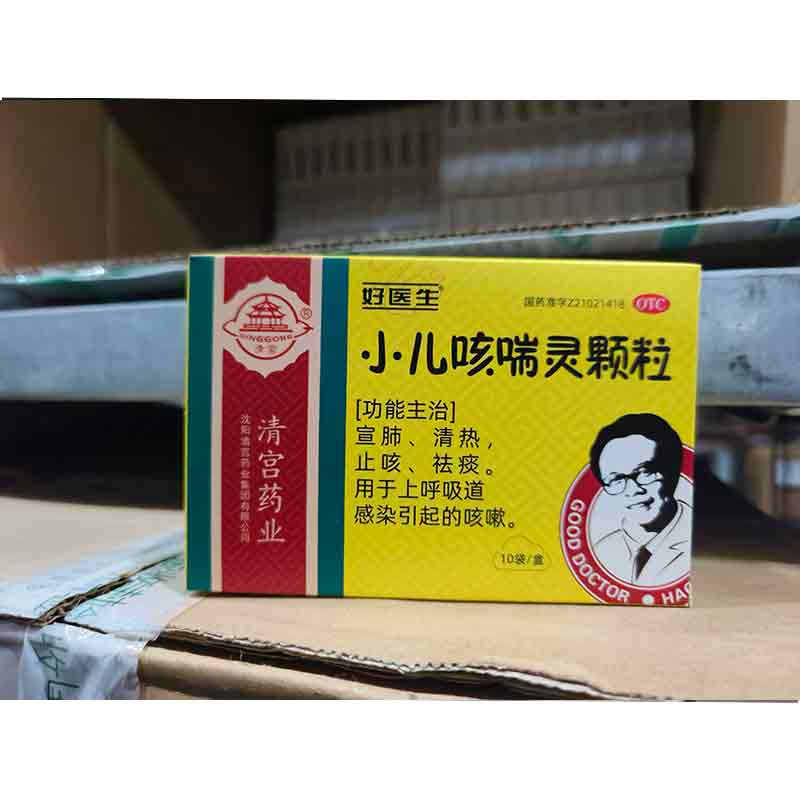 QINGGONG
清宫
®
清宫药业
沈阳清宫药业集团有限公司
好医生®
国药准字Z21021418
OTC
小儿咳喘灵颗粒
[功能主治]
宣肺、清热，
止咳、祛痰。
用于上呼吸道
感染引起的咳嗽。
10袋/盒
GOOD DOCTOR • HAO